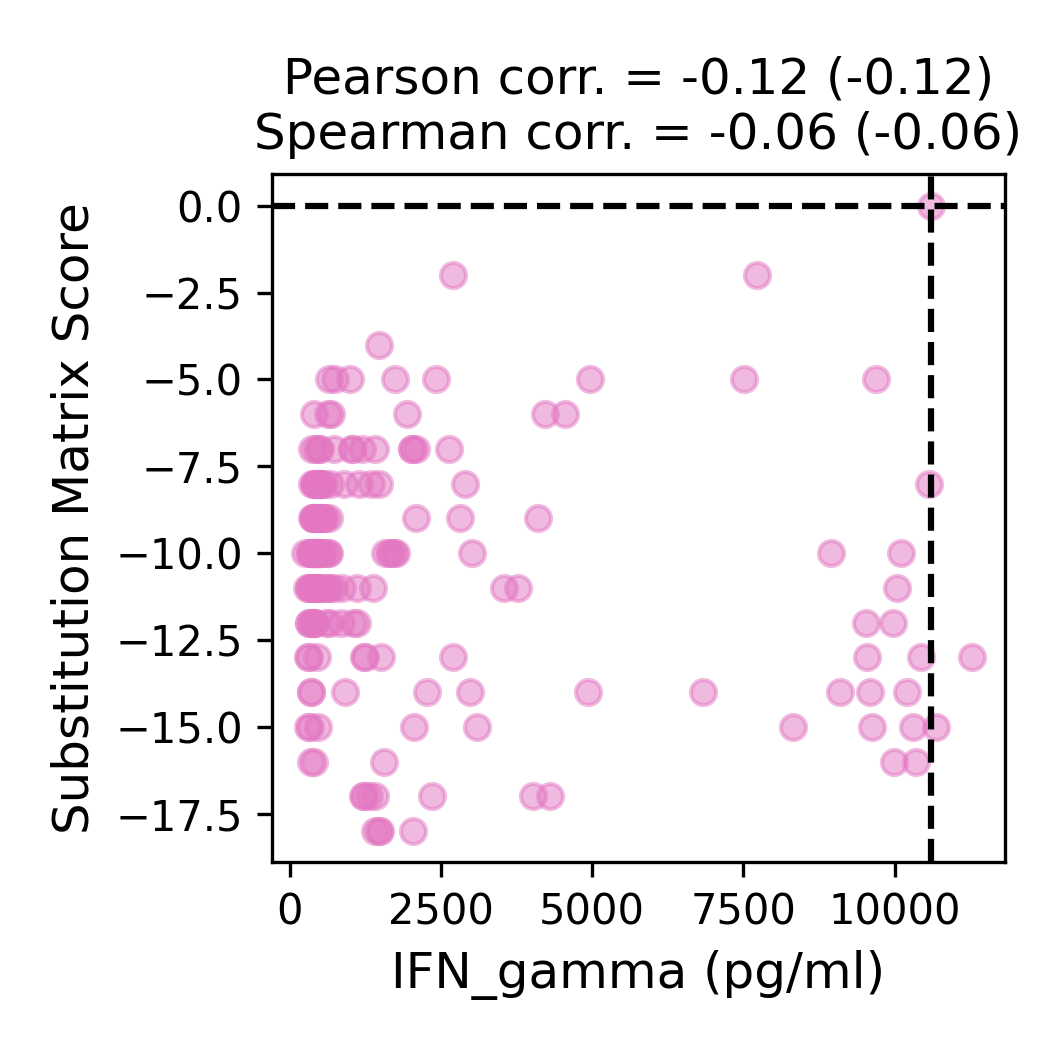 Pearson corr. = -0.12 (-0.12)
Spearman corr. = -0.06 (-0.06)
Substitution Matrix Score
0.0
−2.5
−5.0
−7.5
−10.0
−12.5
−15.0
−17.5
0 2500 5000 7500 10000
IFN_gamma (pg/ml)